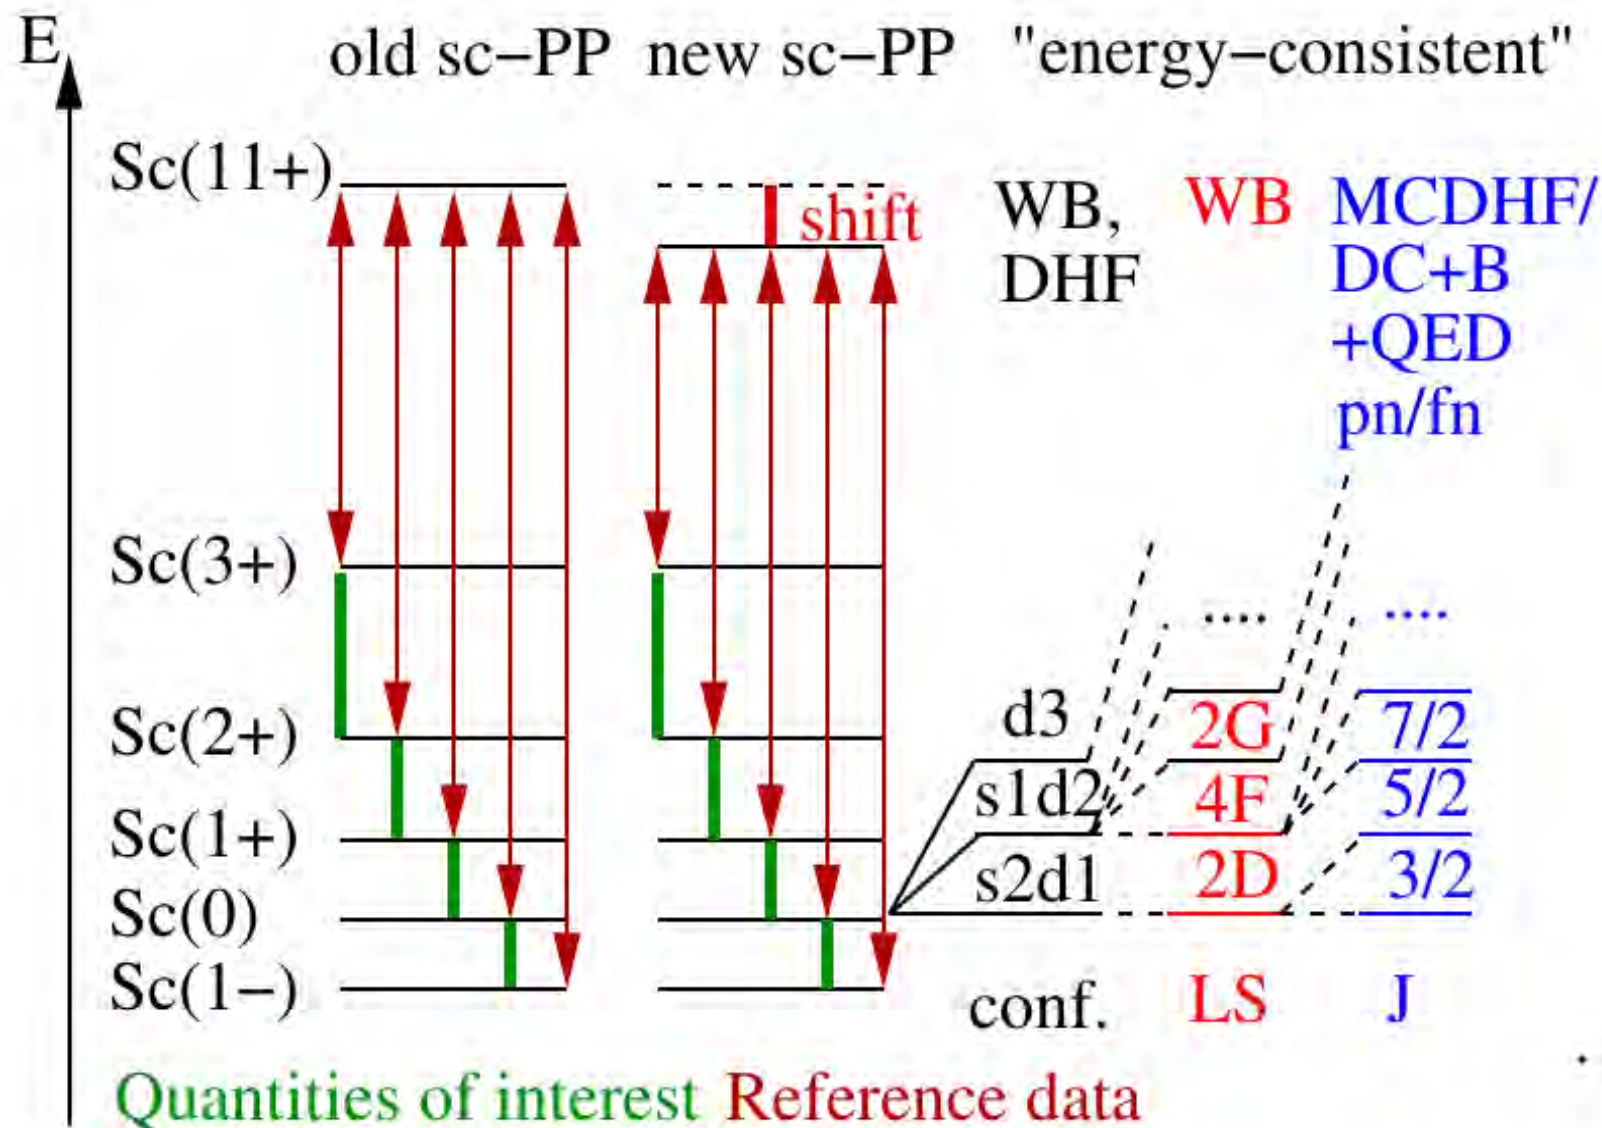 E
old sc−PP
new sc−PP
"energy−consistent"
Sc(11+)
shift
WB,
DHF
WB
MCDHF/
DC+B
+QED
pn/fn
Sc(3+)
....
....
Sc(2+)
d3
2G
7/2
s1d2
4F
5/2
Sc(1+)
s2d1
2D
3/2
Sc(0)
Sc(1−)
conf.
LS
J
Quantities of interest
Reference data